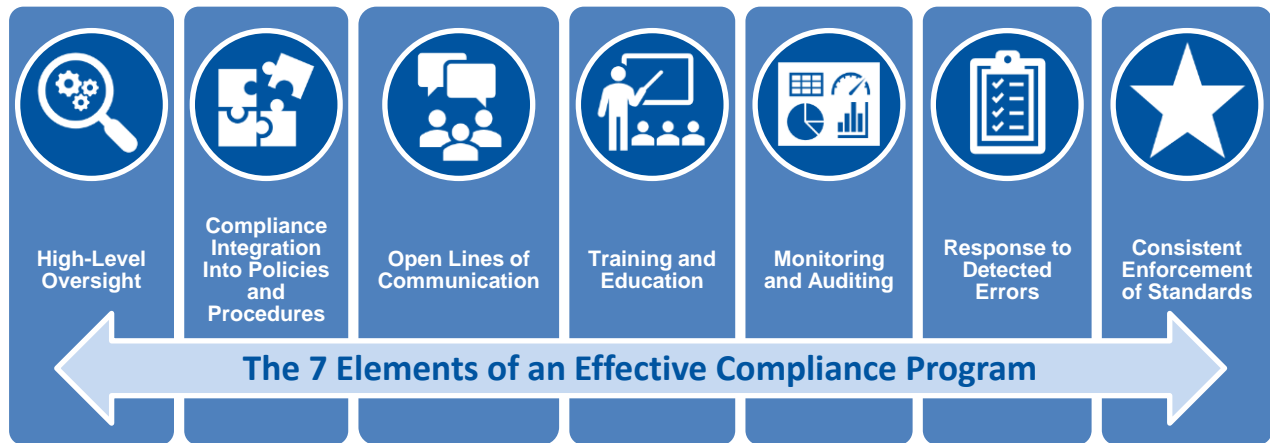 High-Level
Oversight
Compliance
Integration
Into Policies
and
Procedures
Open Lines of
Communication
Training and
Education
Monitoring
and Auditing
Response to
Detected
Errors
Consistent
Enforcement
of Standards
The 7 Elements of an Effective Compliance Program